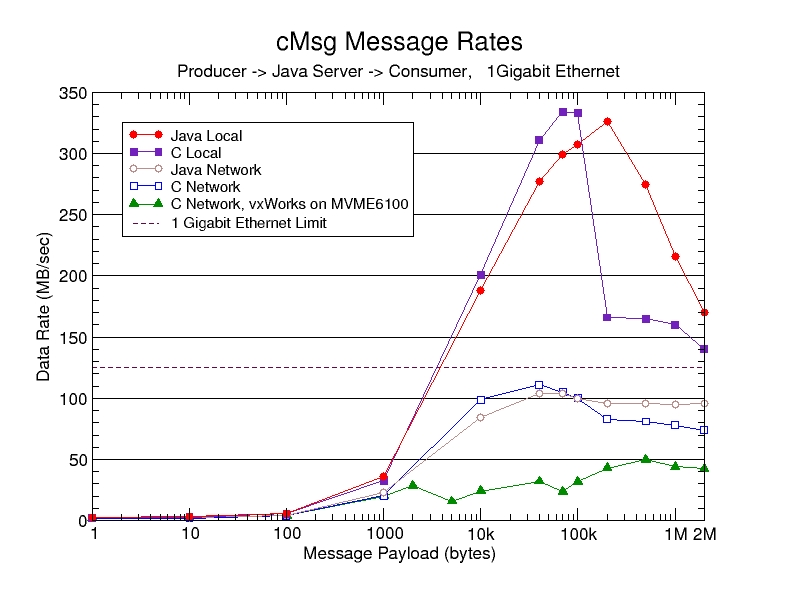 cMsg Message Rates
Producer -> Java Server -> Consumer,   1Gigabit Ethernet
350
300
250
200
150
100
50
0
Data Rate (MB/sec)
Java Local
C Local
Java Network
C Network
C Network, vxWorks on MVME6100
1 Gigabit Ethernet Limit
1 10 100 1000 10k 100k 1M 2M
Message Payload (bytes)